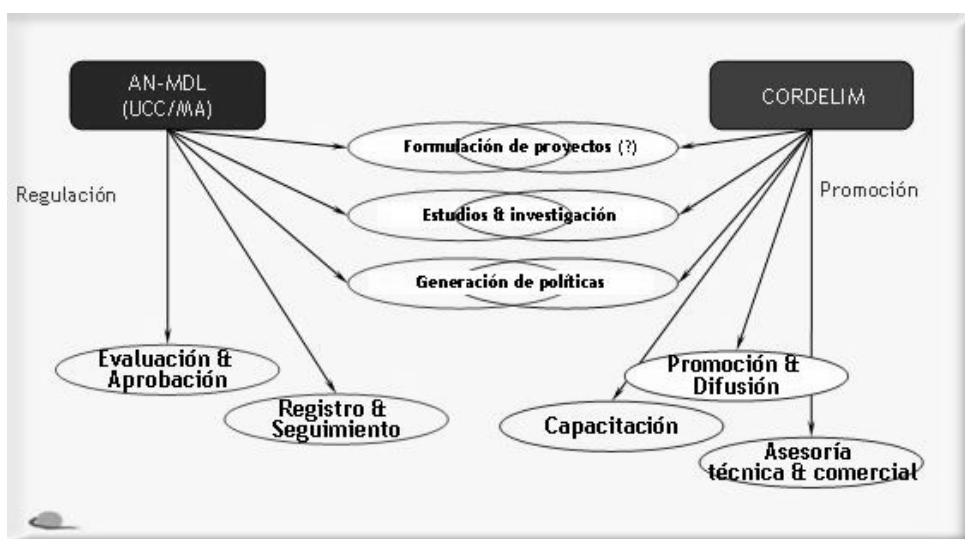 AN-MDL
(UCC/MA)
CORDELIM
Formulación de proyectos (?)
Regulación
Promoción
Estudios & investigación
Generación de políticas
Evaluación &
Aprobación
Promoción &
Difusión
Registro &
Seguimiento
Capacitación
Asesoría
técnica & comercial